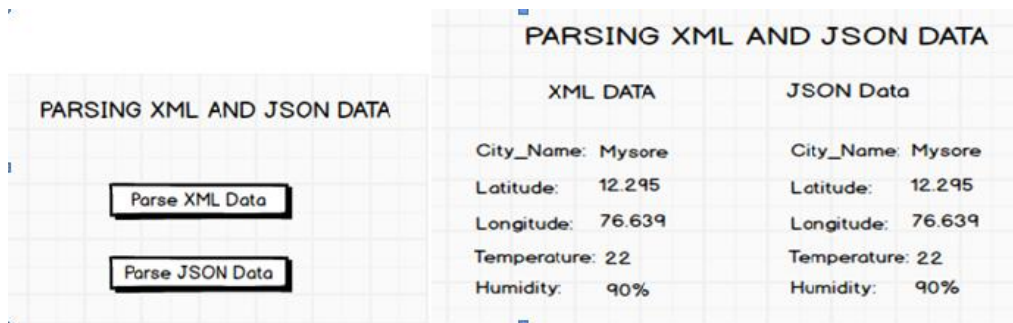 PARSING XML AND JSON DATA
Parse XML Data
Parse JSON Data
PARSING XML AND JSON DATA
XML DATA
City_Name: Mysore
Latitude: 12.295
Longitude: 76.639
Temperature: 22
Humidity: 90%
JSON Data
City_Name: Mysore
Latitude: 12.295
Longitude: 76.639
Temperature: 22
Humidity: 90%